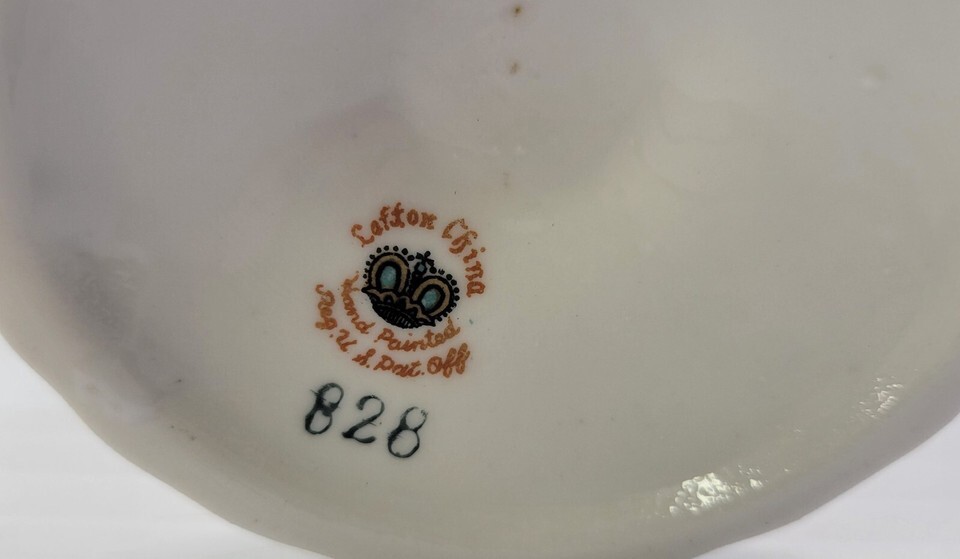 Lefton China
Hand Painted
Reg. U. S. Pat. Off
828